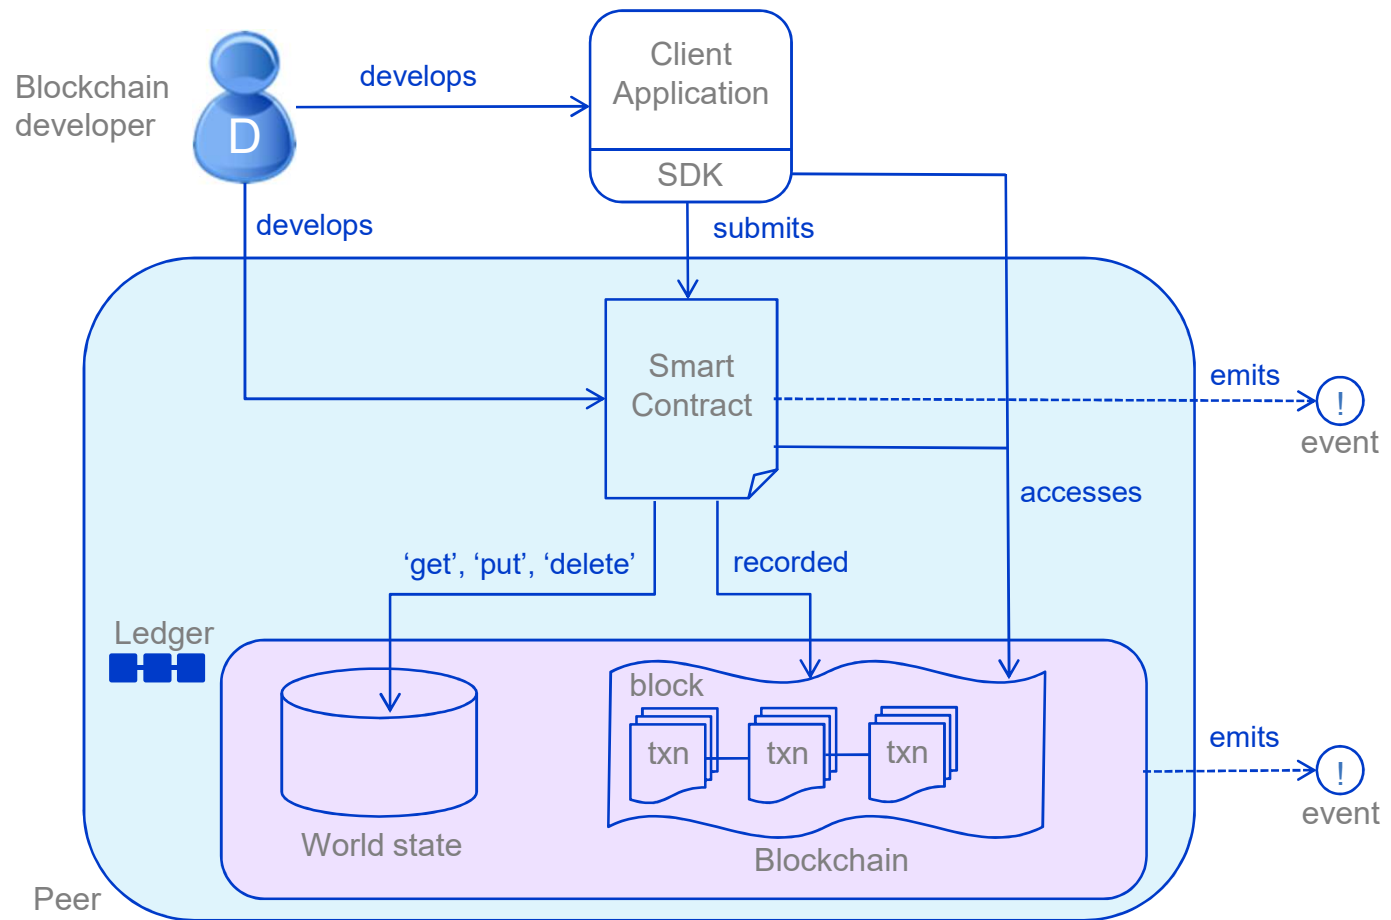 Client
Application
develops
Blockchain
developer
D
SDK
develops
submits
Smart
Contract
emits
!
event
accesses
‘get’, ‘put’, ‘delete’
recorded
Ledger
block
txn
txn
txn
emits
!
event
World state
Blockchain
Peer